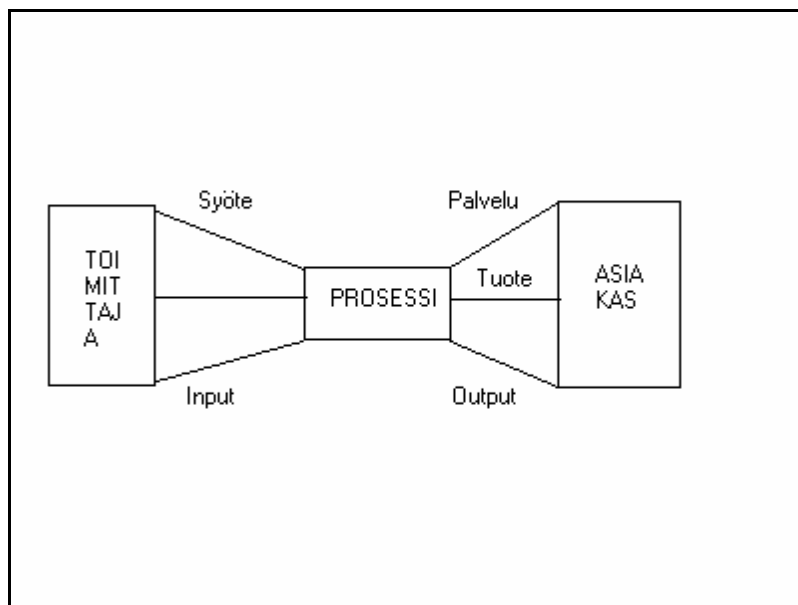 Syöte
Palvelu
TOI
MIT
TAJ
A
PROSESSI
Tuote
ASIA
KAS
Input
Output